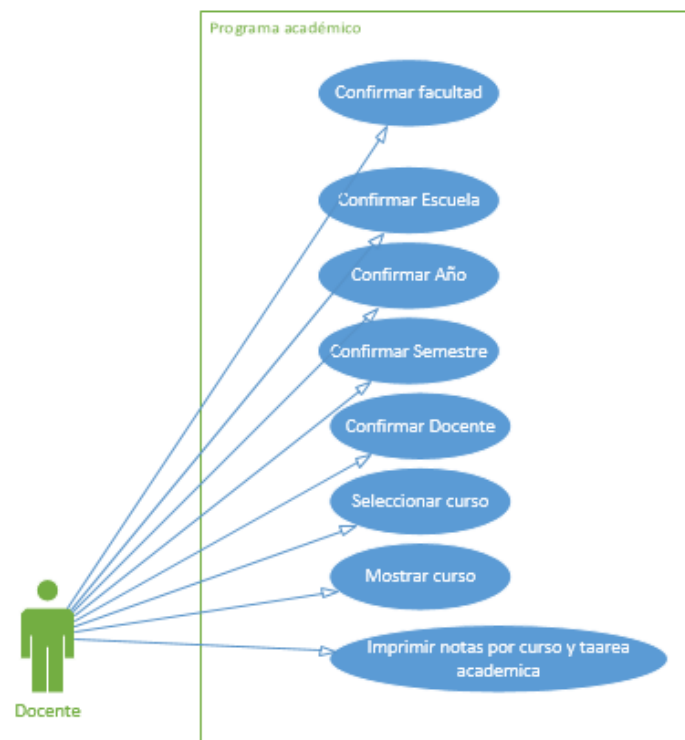 Programa académico
Confirmar facultad
Confirmar Escuela
Confirmar Año
Confirmar Semestre
Confirmar Docente
Seleccionar curso
Mostrar curso
Imprimir notas por curso y taarea
academica
Docente